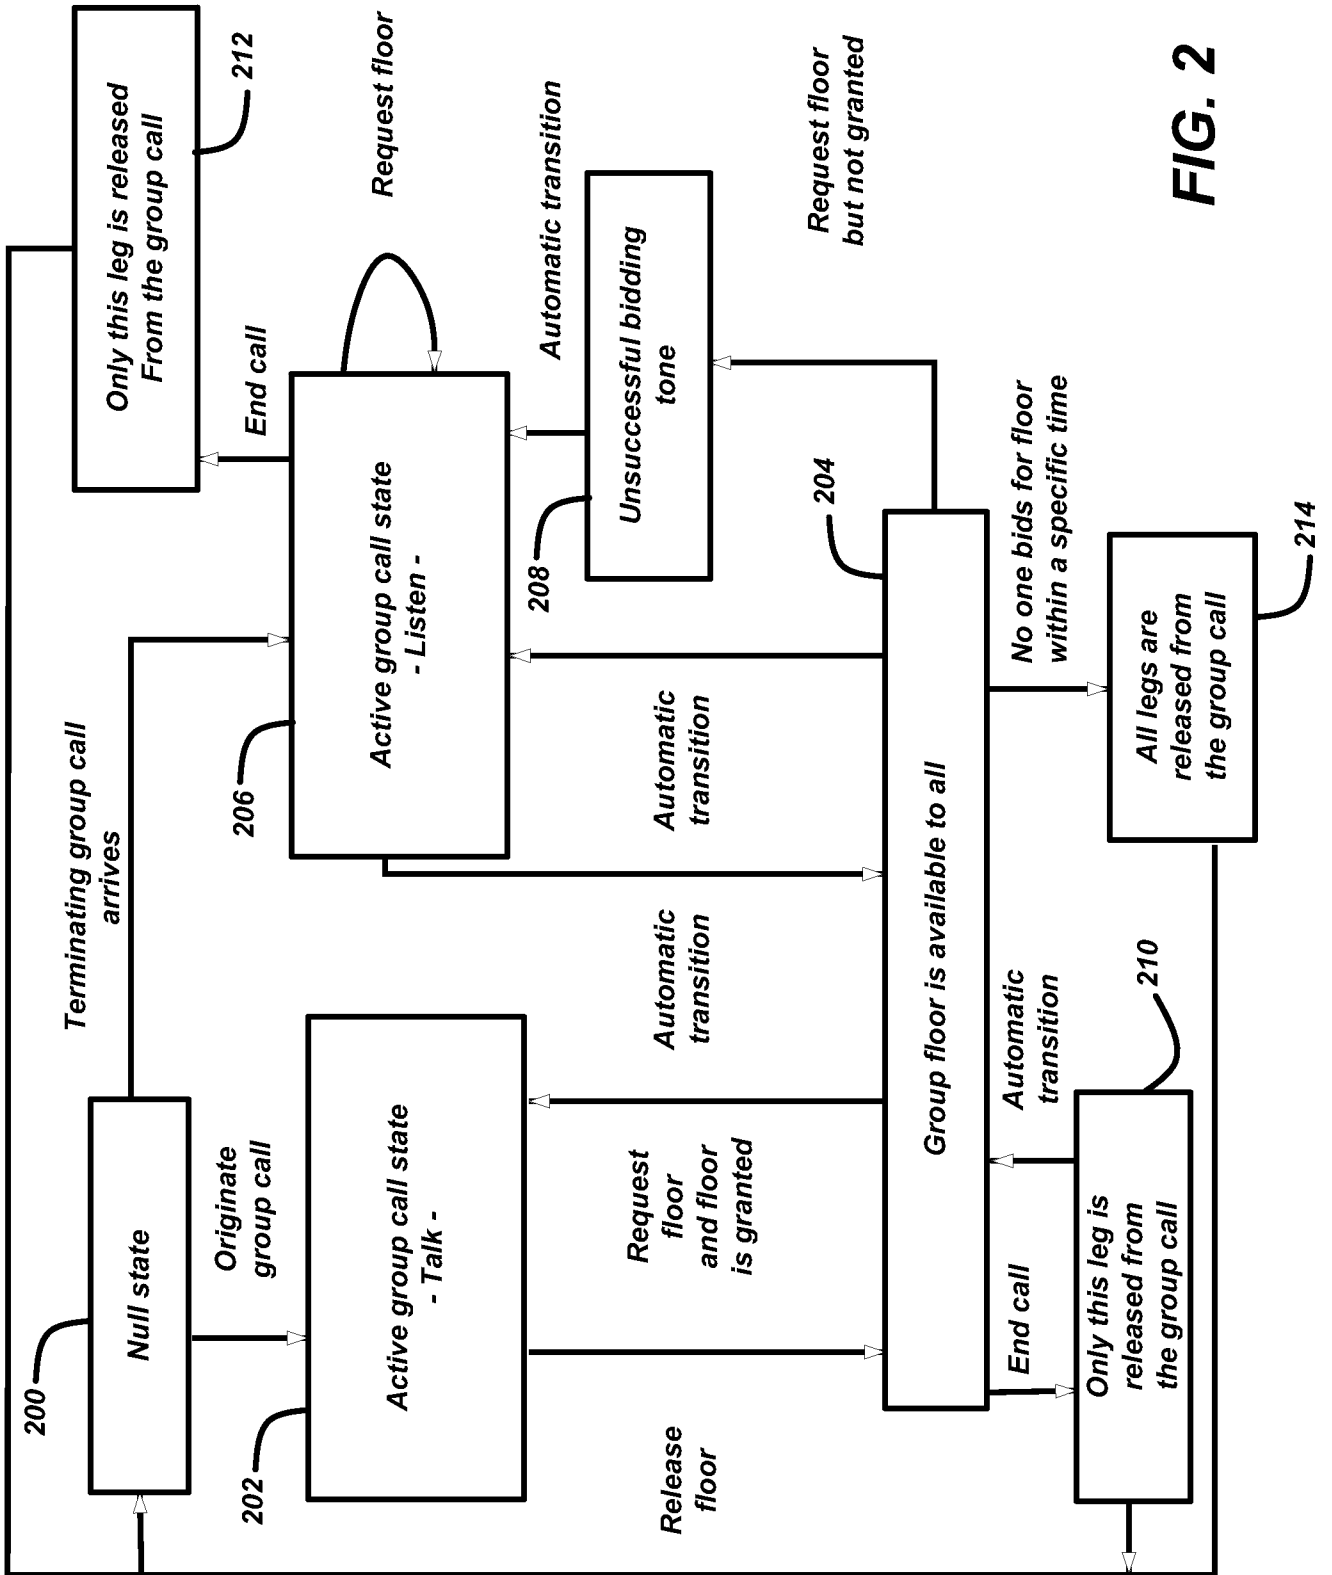 200
Null state
Terminating group call
arrives
Only this leg is released
From the group call
212
Originate
group call
End call
202
Active group call state
- Talk -
206
Active group call state
- Listen -
Request floor
Release
floor
Request
floor
and floor
is granted
Automatic
transition
Automatic
transition
208
Unsuccessful bidding
tone
Automatic transition
Request floor
but not granted
204
Group floor is available to all
End call
Automatic
transition
No one bids for floor
within a specific time
Only this leg is
released from
the group call
210
All legs are
released from
the group call
214
FIG. 2